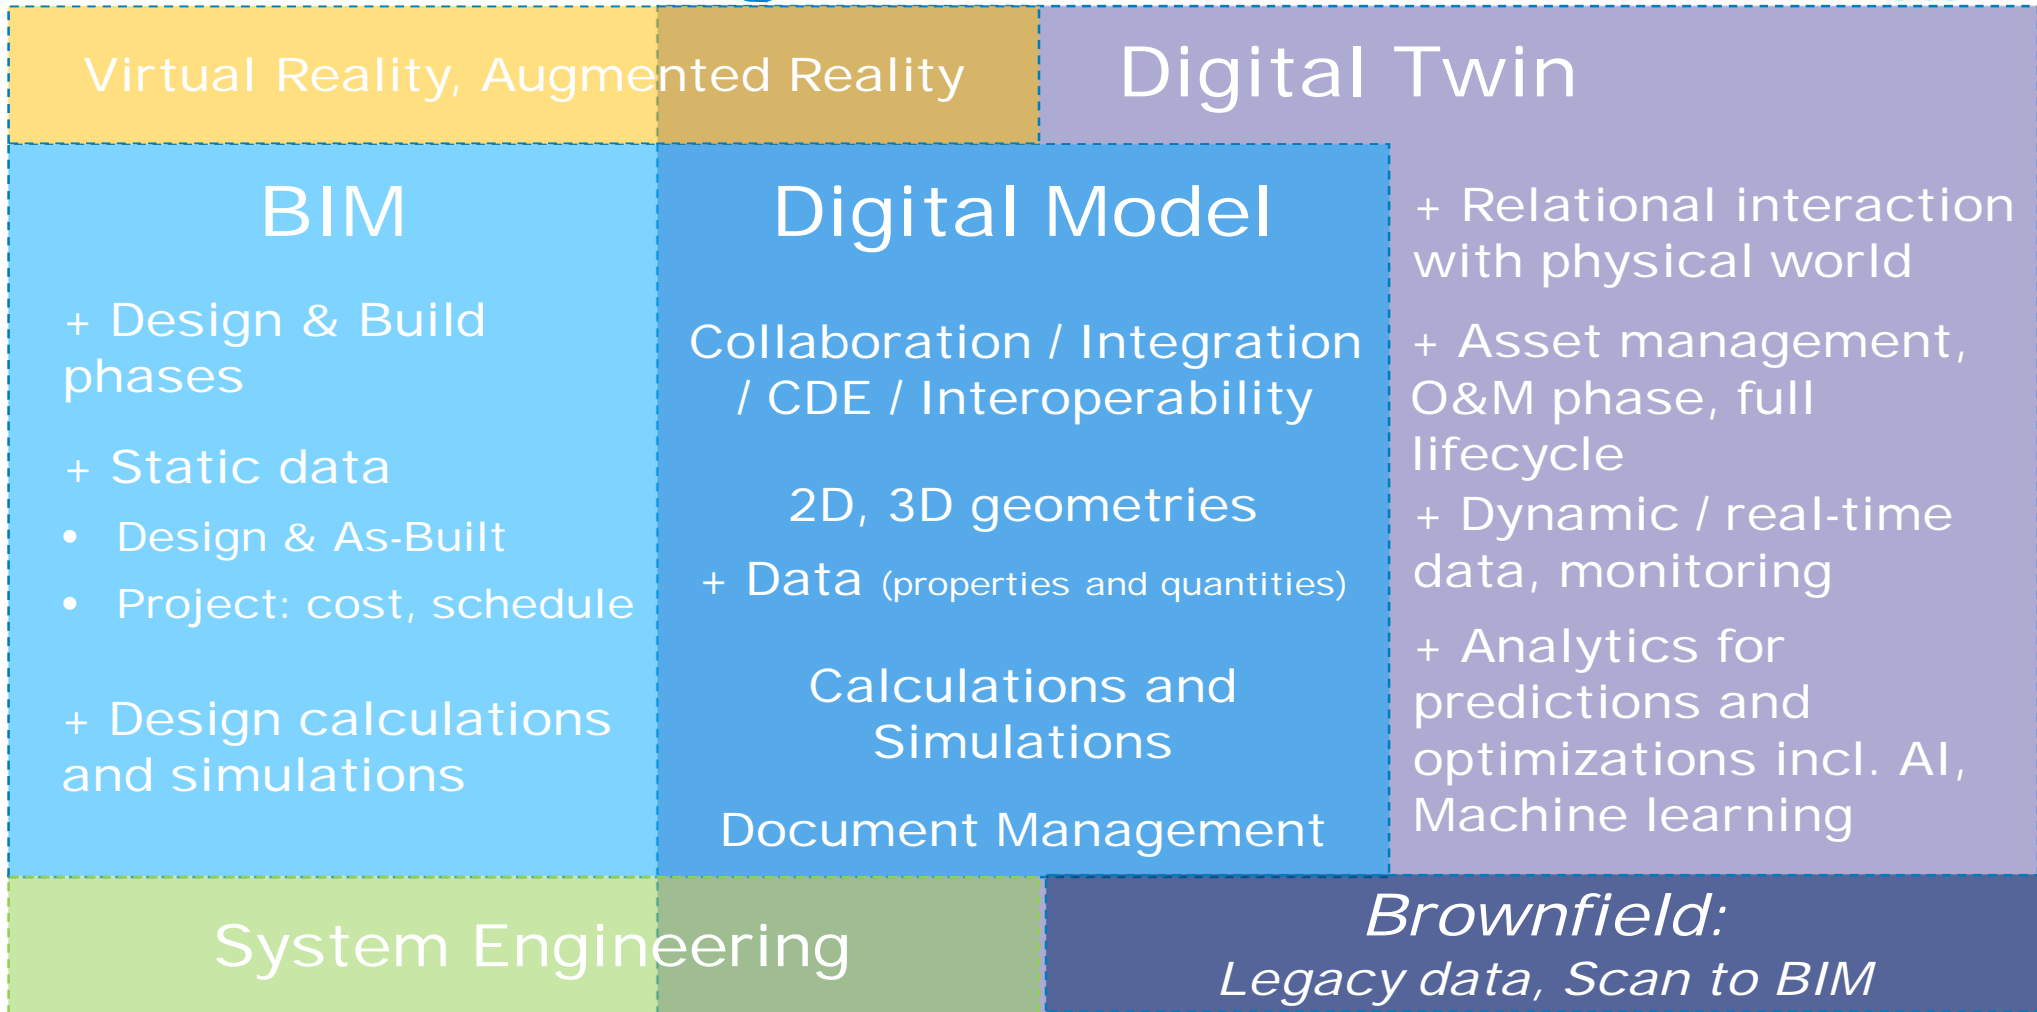 Virtual Reality, Augmented Reality
Digital Twin
BIM
+ Design & Build
phases
+ Static data
• Design & As-Built
• Project: cost, schedule
+ Design calculations
and simulations
Digital Model
Collaboration / Integration
/ CDE / Interoperability
2D, 3D geometries
+ Data (properties and quantities)
Calculations and
Simulations
Document Management
+ Relational interaction
with physical world
+ Asset management,
O&M phase, full
lifecycle
+ Dynamic / real-time
data, monitoring
+ Analytics for
predictions and
optimizations incl. AI,
Machine learning
System Engineering
Brownfield:
Legacy data, Scan to BIM